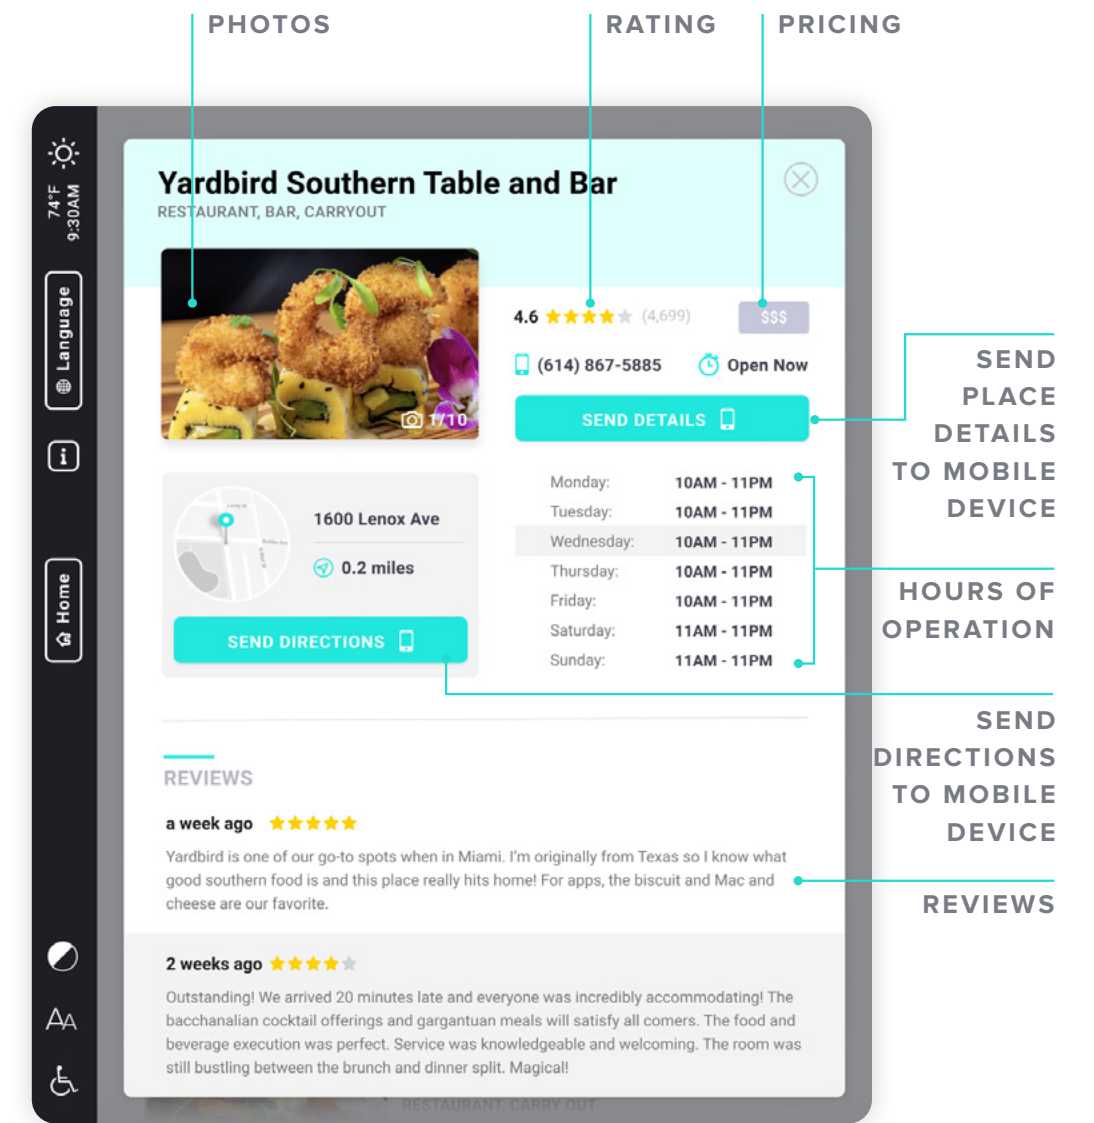 PHOTOS
RATING
PRICING
74°F
9:30AM
Language
i
Home
AA
Yardbird Southern Table and Bar
RESTAURANT, BAR, CARRYOUT
1/10
4.6 (4,699)
$$$
(614) 867-5885
Open Now
SEND DETAILS
1600 Lenox Ave
0.2 miles
SEND DIRECTIONS
Monday: 10AM - 11PM
Tuesday: 10AM - 11PM
Wednesday: 10AM - 11PM
Thursday: 10AM - 11PM
Friday: 10AM - 11PM
Saturday: 11AM - 11PM
Sunday: 11AM - 11PM
SEND
PLACE
DETAILS
TO MOBILE
DEVICE
HOURS OF
OPERATION
SEND
DIRECTIONS
TO MOBILE
DEVICE
REVIEWS
a week ago
Yardbird is one of our go-to spots when in Miami. I'm originally from Texas so I know what
good southern food is and this place really hits home! For apps, the biscuit and Mac and
cheese are our favorite.
REVIEWS
2 weeks ago
Outstanding! We arrived 20 minutes late and everyone was incredibly accommodating! The
bacchanalian cocktail offerings and gargantuan meals will satisfy all comers. The food and
beverage execution was perfect. Service was knowledgeable and welcoming. The room was
still bustling between the brunch and dinner split. Magical!
RESTAURANT, CARRY OUT